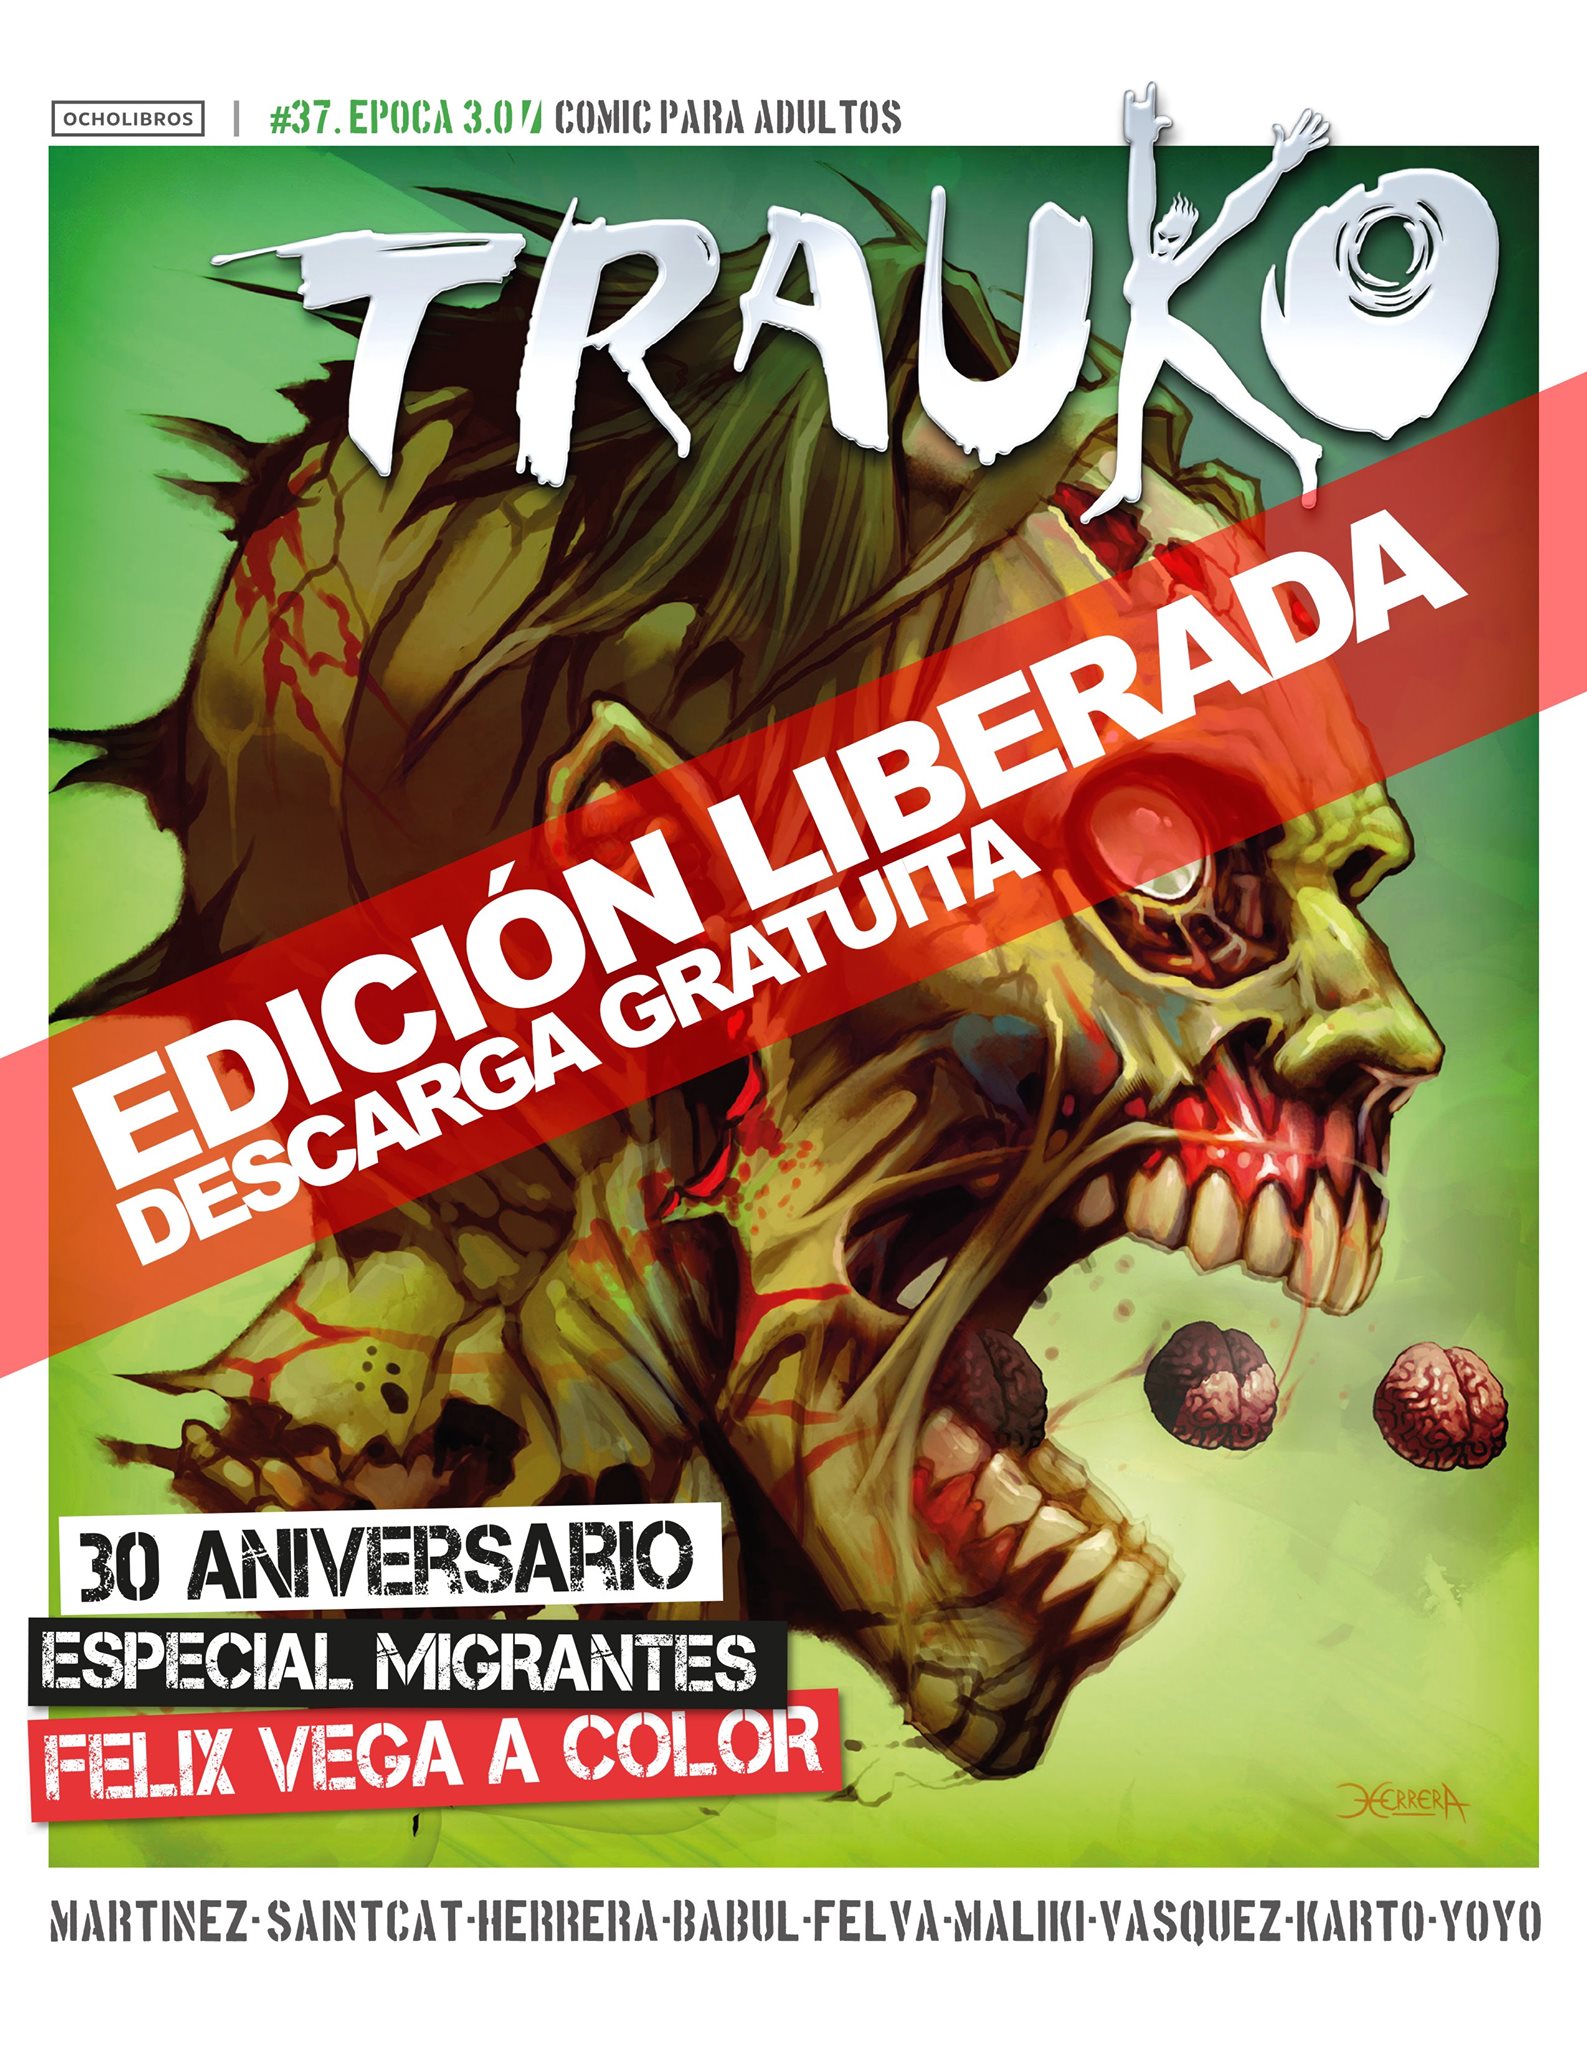 OCHOLIBROS | #37. EPOCA 3.0 / COMIC PARA ADULTOS
TRAUKO
EDICIÓN LIBERADA
DESCARGA GRATUITA
30 ANIVERSARIO
ESPECIAL MIGRANTES
FELIX VEGA A COLOR
HERRERA
MARTINEZ-SAINTCAT-HERRERA-BABUL-FELVA-MALIKI-VASQUEZ-KARTO-YOYO